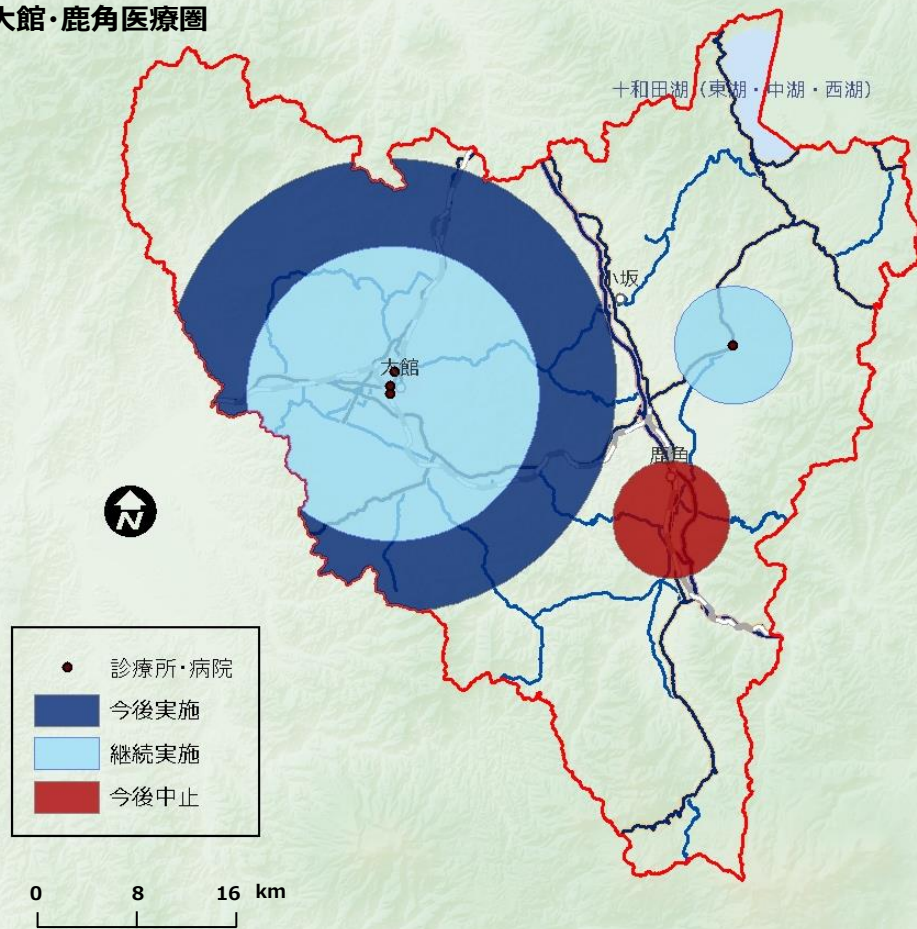 大館・鹿角医療圏
十和田湖（東湖・中湖・西湖）
小坂
大館
鹿角
N
診療所・病院
今後実施
継続実施
今後中止
0 8 16 km